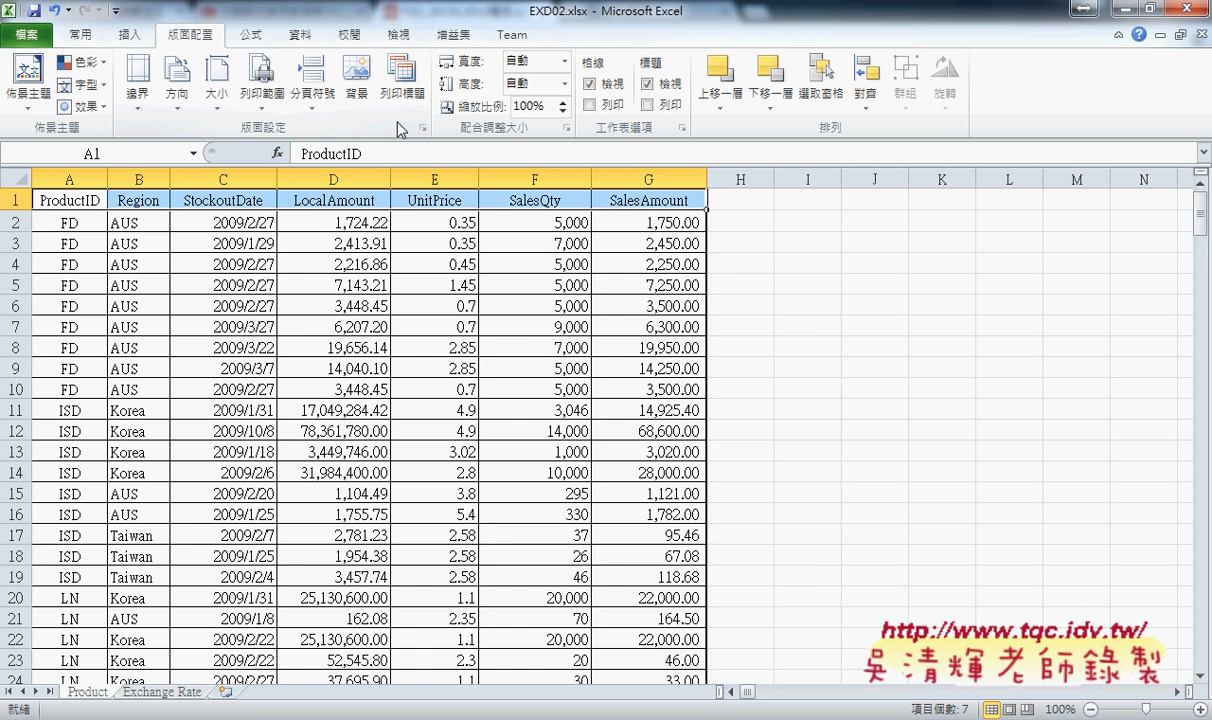 EXD02.xlsx - Microsoft Excel
檔案 常用 插入 版面配置 公式 資料 校閱 檢視 增益集 Team
佈景主題 色彩 字型 效果 邊界 方向 大小 列印範圍 分頁符號 背景 列印標題 寬度: 自動 高度: 自動 縮放比例: 100% 格線 檢視 列印 標題 檢視 列印 上移一層 下移一層 選取窗格 對齊 群組 旋轉
佈景主題 版面設定 配合調整大小 工作表選項 排列
A1 fx ProductID
A B C D E F G H I J K L M N
1 ProductID Region StockoutDate LocalAmount UnitPrice SalesQty SalesAmount
2 FD AUS 2009/2/27 1,724.22 0.35 5,000 1,750.00
3 FD AUS 2009/1/29 2,413.91 0.35 7,000 2,450.00
4 FD AUS 2009/2/27 2,216.86 0.45 5,000 2,250.00
5 FD AUS 2009/2/27 7,143.21 1.45 5,000 7,250.00
6 FD AUS 2009/2/27 3,448.45 0.7 5,000 3,500.00
7 FD AUS 2009/3/27 6,207.20 0.7 9,000 6,300.00
8 FD AUS 2009/3/22 19,656.14 2.85 7,000 19,950.00
9 FD AUS 2009/3/7 14,040.10 2.85 5,000 14,250.00
10 FD AUS 2009/2/27 3,448.45 0.7 5,000 3,500.00
11 ISD Korea 2009/1/31 17,049,284.42 4.9 3,046 14,925.40
12 ISD Korea 2009/10/8 78,361,780.00 4.9 14,000 68,600.00
13 ISD Korea 2009/1/18 3,449,746.00 3.02 1,000 3,020.00
14 ISD Korea 2009/2/6 31,984,400.00 2.8 10,000 28,000.00
15 ISD AUS 2009/2/20 1,104.49 3.8 295 1,121.00
16 ISD AUS 2009/1/25 1,755.75 5.4 330 1,782.00
17 ISD Taiwan 2009/2/7 2,781.23 2.58 37 95.46
18 ISD Taiwan 2009/1/25 1,954.38 2.58 26 67.08
19 ISD Taiwan 2009/2/4 3,457.74 2.58 46 118.68
20 LN Korea 2009/1/31 25,130,600.00 1.1 20,000 22,000.00
21 LN AUS 2009/1/8 162.08 2.35 70 164.50
22 LN Korea 2009/2/22 25,130,600.00 1.1 20,000 22,000.00
23 LN Korea 2009/2/22 52,545.80 2.3 20 46.00
24 LN Korea 2009/1/31 37,695.90 1.1 30 33.00
http://www.tqc.idv.tw/
吳清輝老師錄製
Product Exchange Rate
就緒 項目個數: 7 100%